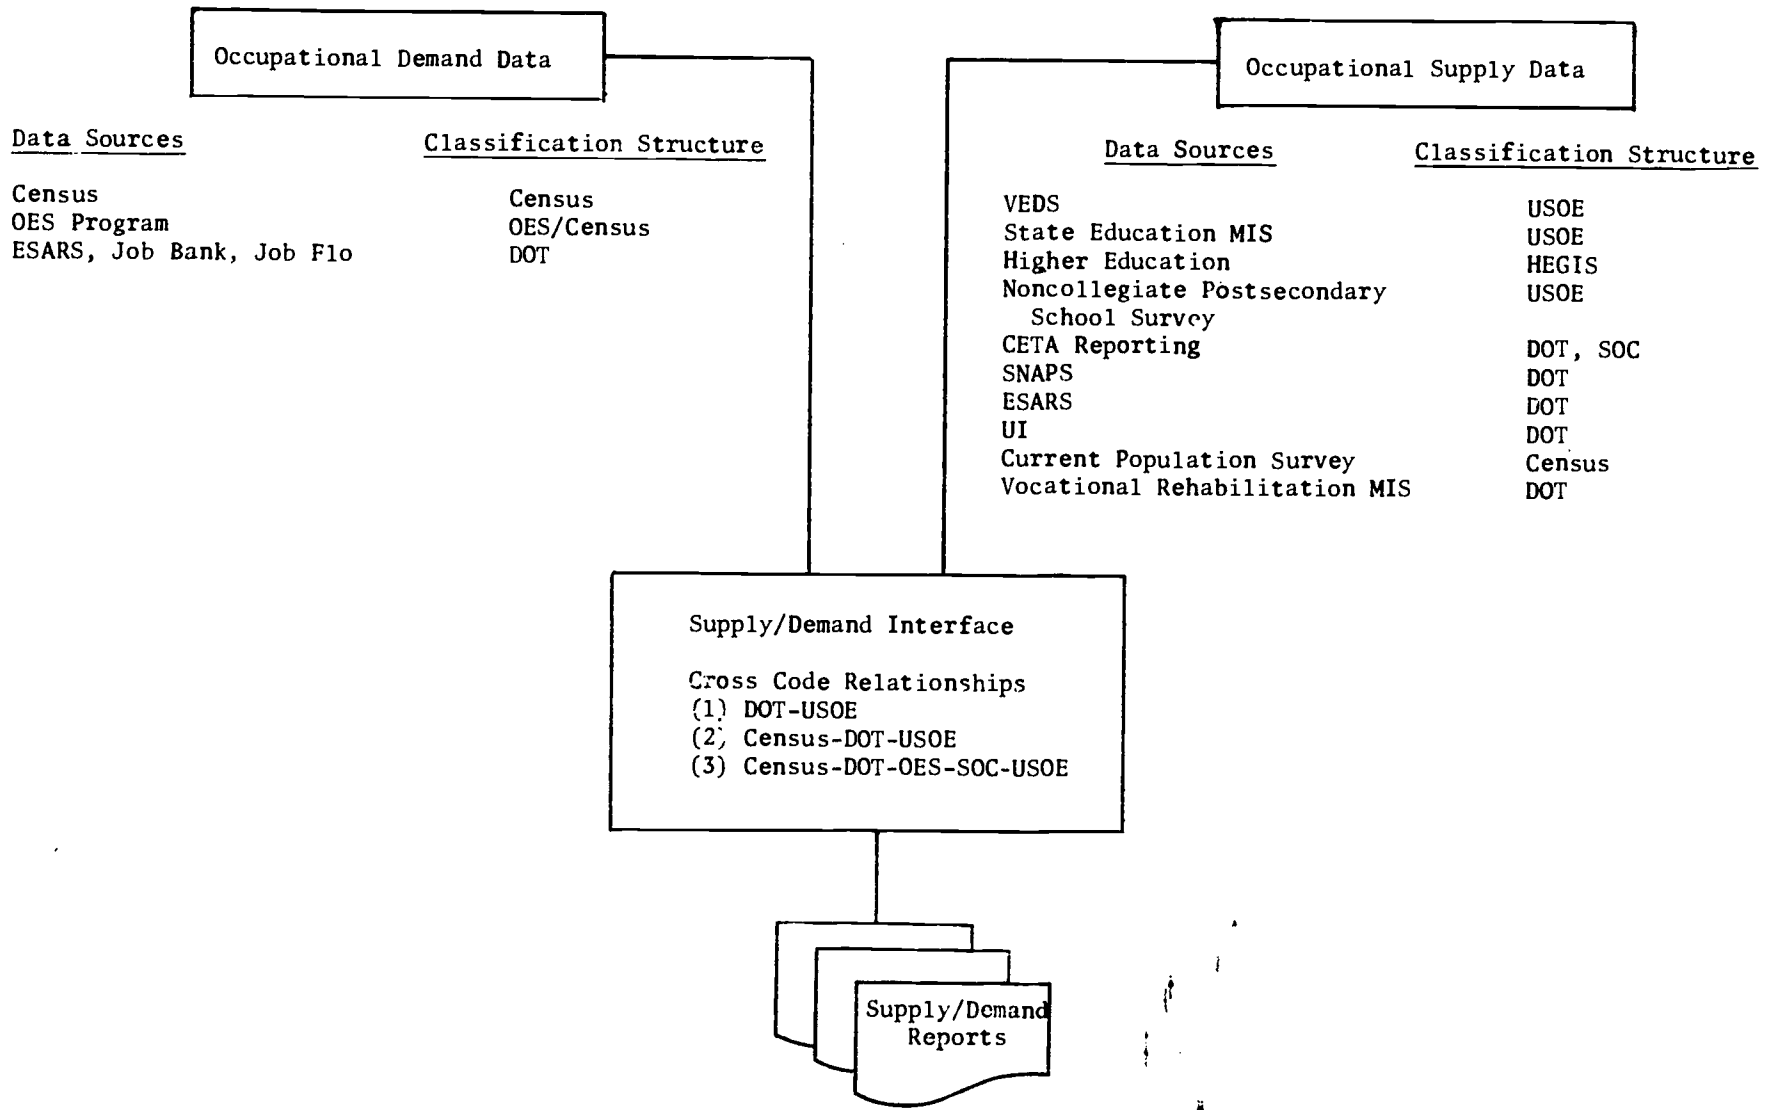 Occupational Demand Data
Occupational Supply Data
Data Sources
Classification Structure
Census
Census
OES Program
OES/Census
ESARS, Job Bank, Job Flo
DOT
Data Sources
Classification Structure
VEDS
USOE
State Education MIS
USOE
Higher Education
HEGIS
Noncollegiate Postsecondary
USOE
School Survey
CETA Reporting
DOT, SOC
SNAPS
DOT
ESARS
DOT
UI
DOT
Current Population Survey
Census
Vocational Rehabilitation MIS
DOT
Supply/Demand Interface
Cross Code Relationships
(1) DOT-USOE
(2) Census-DOT-USOE
(3) Census-DOT-OES-SOC-USOE
Supply/Demand
Reports